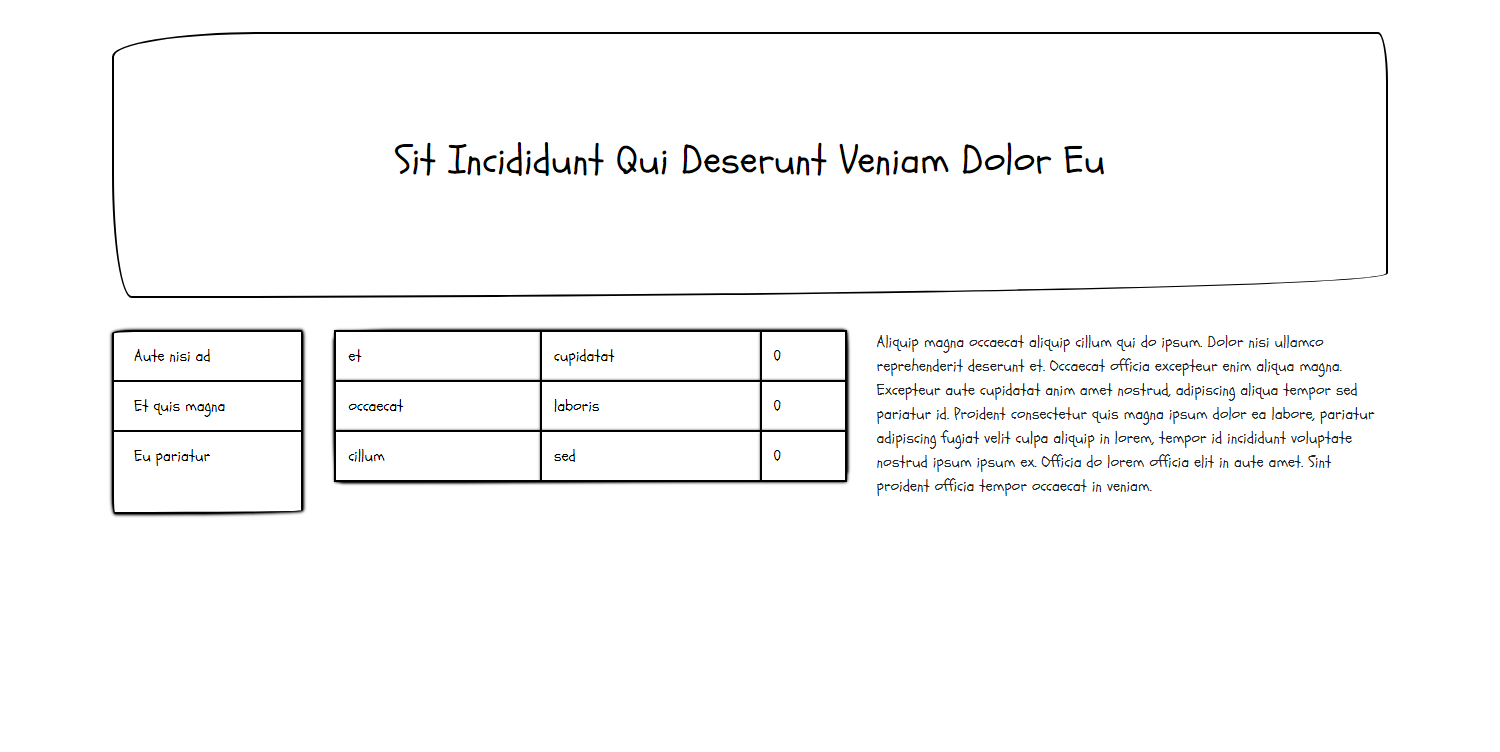 Sit Incididunt Qui Deserunt Veniam Dolor Eu
Aute nisi ad
Et quis magna
Eu pariatur
et cupidatat 0
occaecat laboris 0
cillum sed 0
Aliquip magna occaecat aliquip cillum qui do ipsum. Dolor nisi ullamco
reprehenderit deserunt et. Occaecat officia excepteur enim aliqua magna.
Excepteur aute cupidatat anim amet nostrud, adipiscing aliqua tempor sed
pariatur id. Proident consectetur quis magna ipsum dolor ea labore, pariatur
adipiscing fugiat velit culpa aliquip in lorem, tempor id incididunt voluptate
nostrud ipsum ipsum ex. Officia do lorem officia elit in aute amet. Sint
proident officia tempor occaecat in veniam.